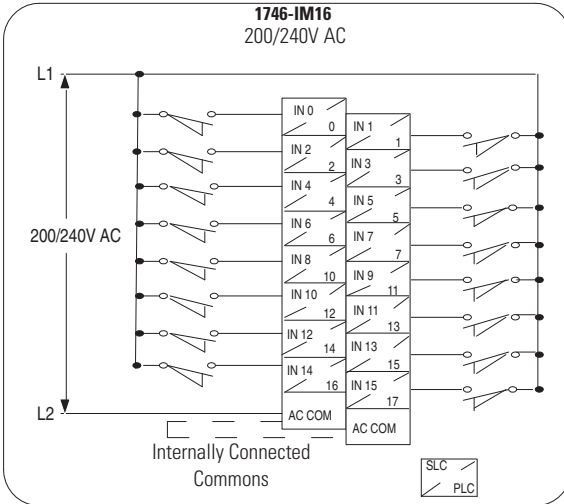 1746-IM16
200/240V AC
L1
IN 0
0
IN 1
1
IN 2
2
IN 3
3
IN 4
4
IN 5
5
IN 6
6
IN 7
7
200/240V AC
IN 8
10
IN 9
11
IN 10
12
IN 11
13
IN 12
14
IN 13
15
IN 14
16
IN 15
17
L2
AC COM
AC COM
Internally Connected
Commons
SLC
PLC